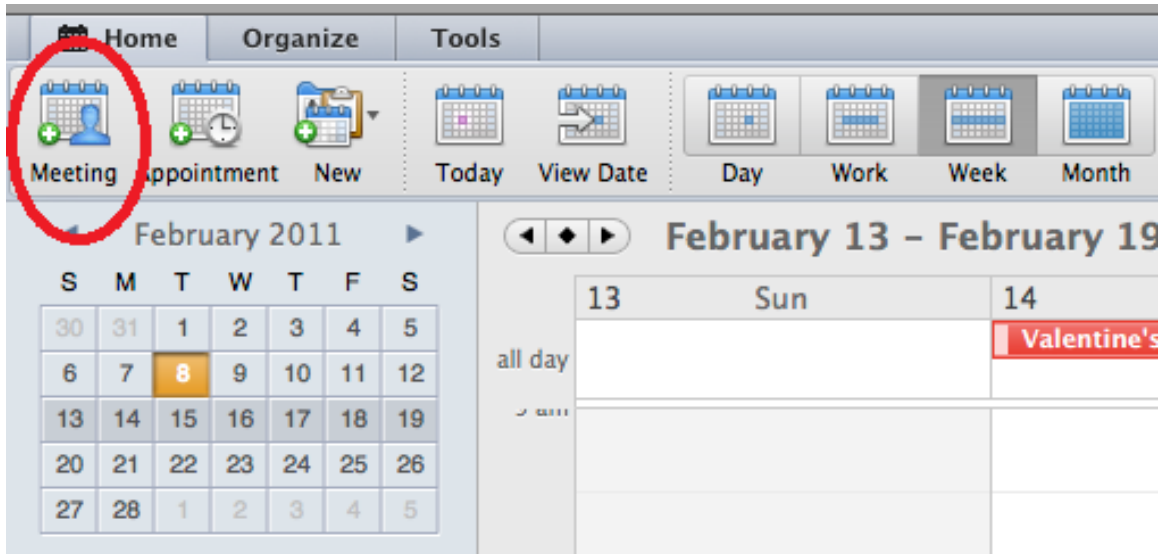 Home Organize Tools
Meeting Appointment New Today View Date Day Work Week Month
February 2011
February 13 – February 19
S M T W T F S
13 Sun 14
30 31 1 2 3 4 5
all day
Valentine's
6 7 8 9 10 11 12
13 14 15 16 17 18 19
20 21 22 23 24 25 26
27 28 1 2 3 4 5